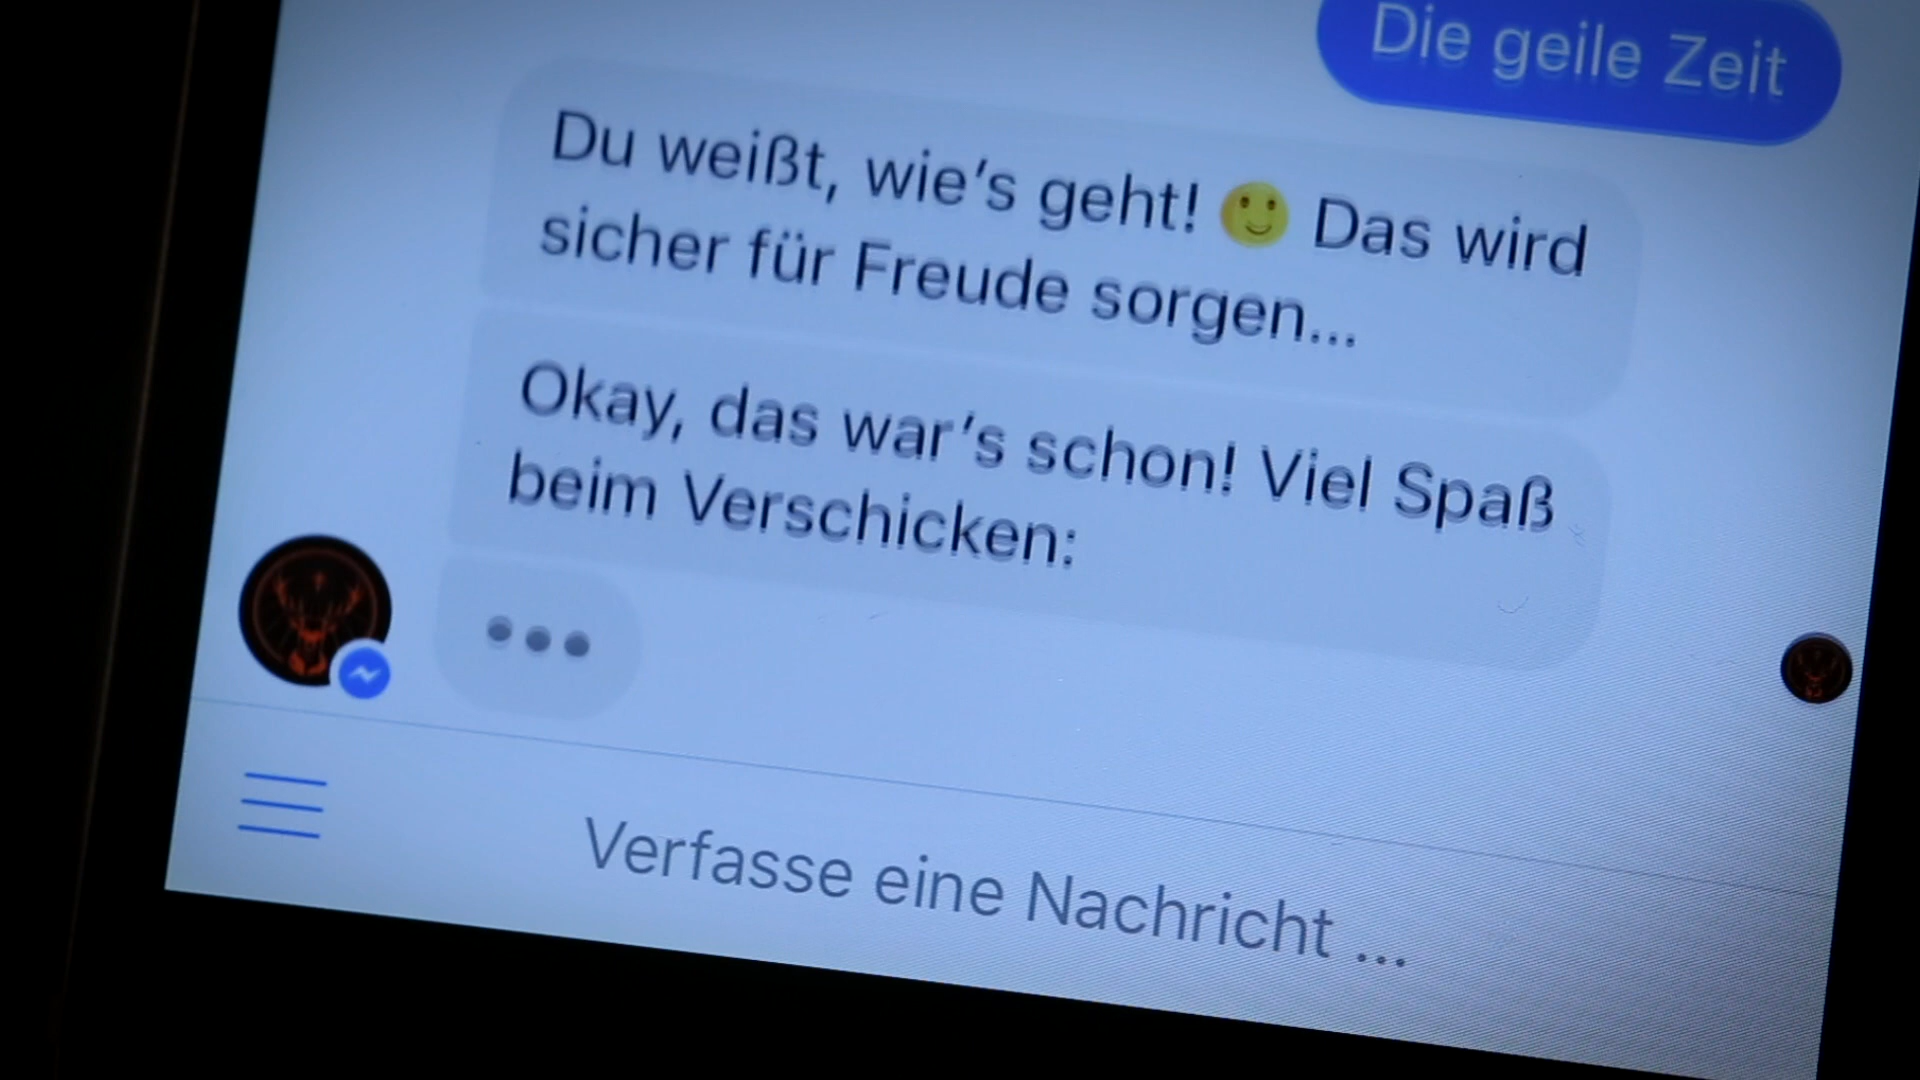 Die geile Zeit
Du weißt, wie’s geht! 🙂 Das wird
sicher für Freude sorgen...
Okay, das war’s schon! Viel Spaß
beim Verschicken:
Verfasse eine Nachricht ...